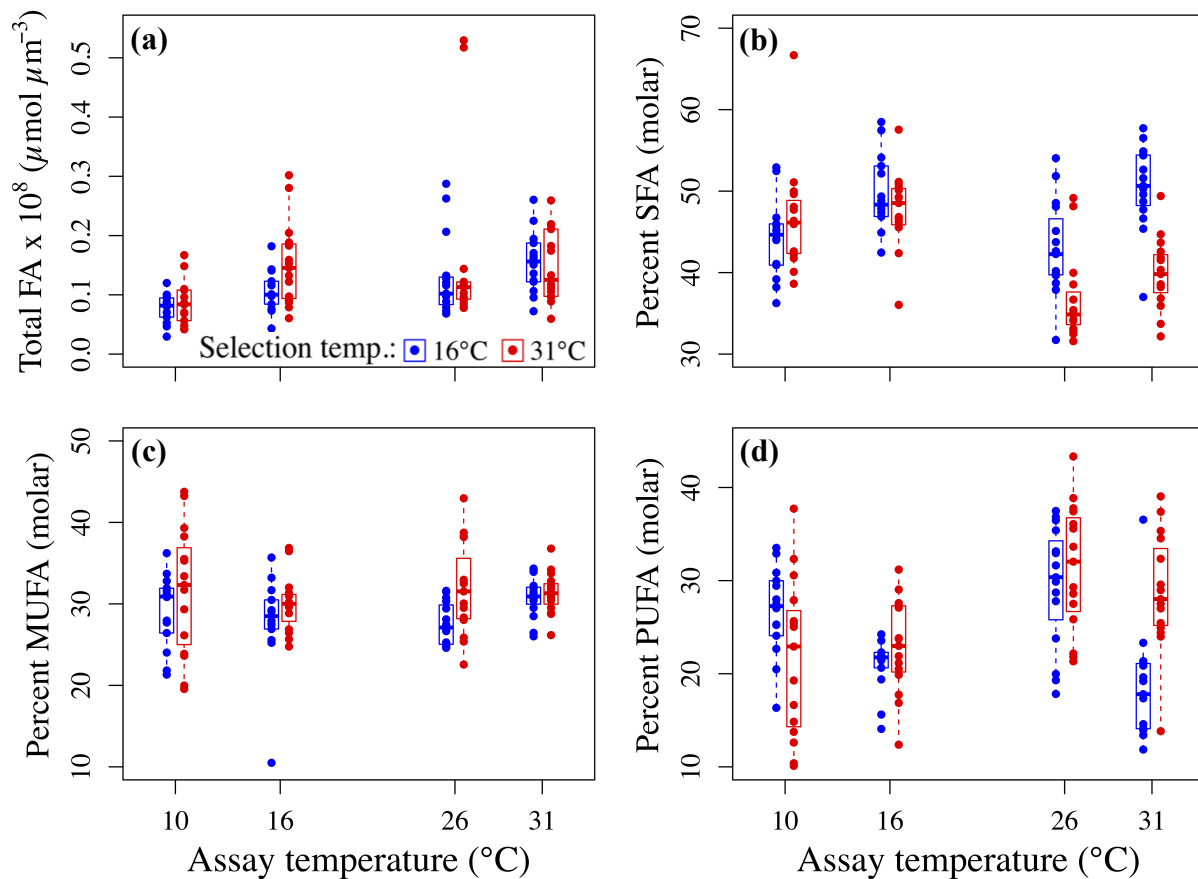 (a)
Total FA x 10⁸ (µmol µm⁻³)
0.5
0.4
0.3
0.2
0.1
0.0
Selection temp.: 16°C 31°C
(b)
Percent SFA (molar)
70
60
50
40
30
(c)
Percent MUFA (molar)
50
40
30
20
10
10 16 26 31
Assay temperature (°C)
(d)
Percent PUFA (molar)
40
30
20
10
10 16 26 31
Assay temperature (°C)